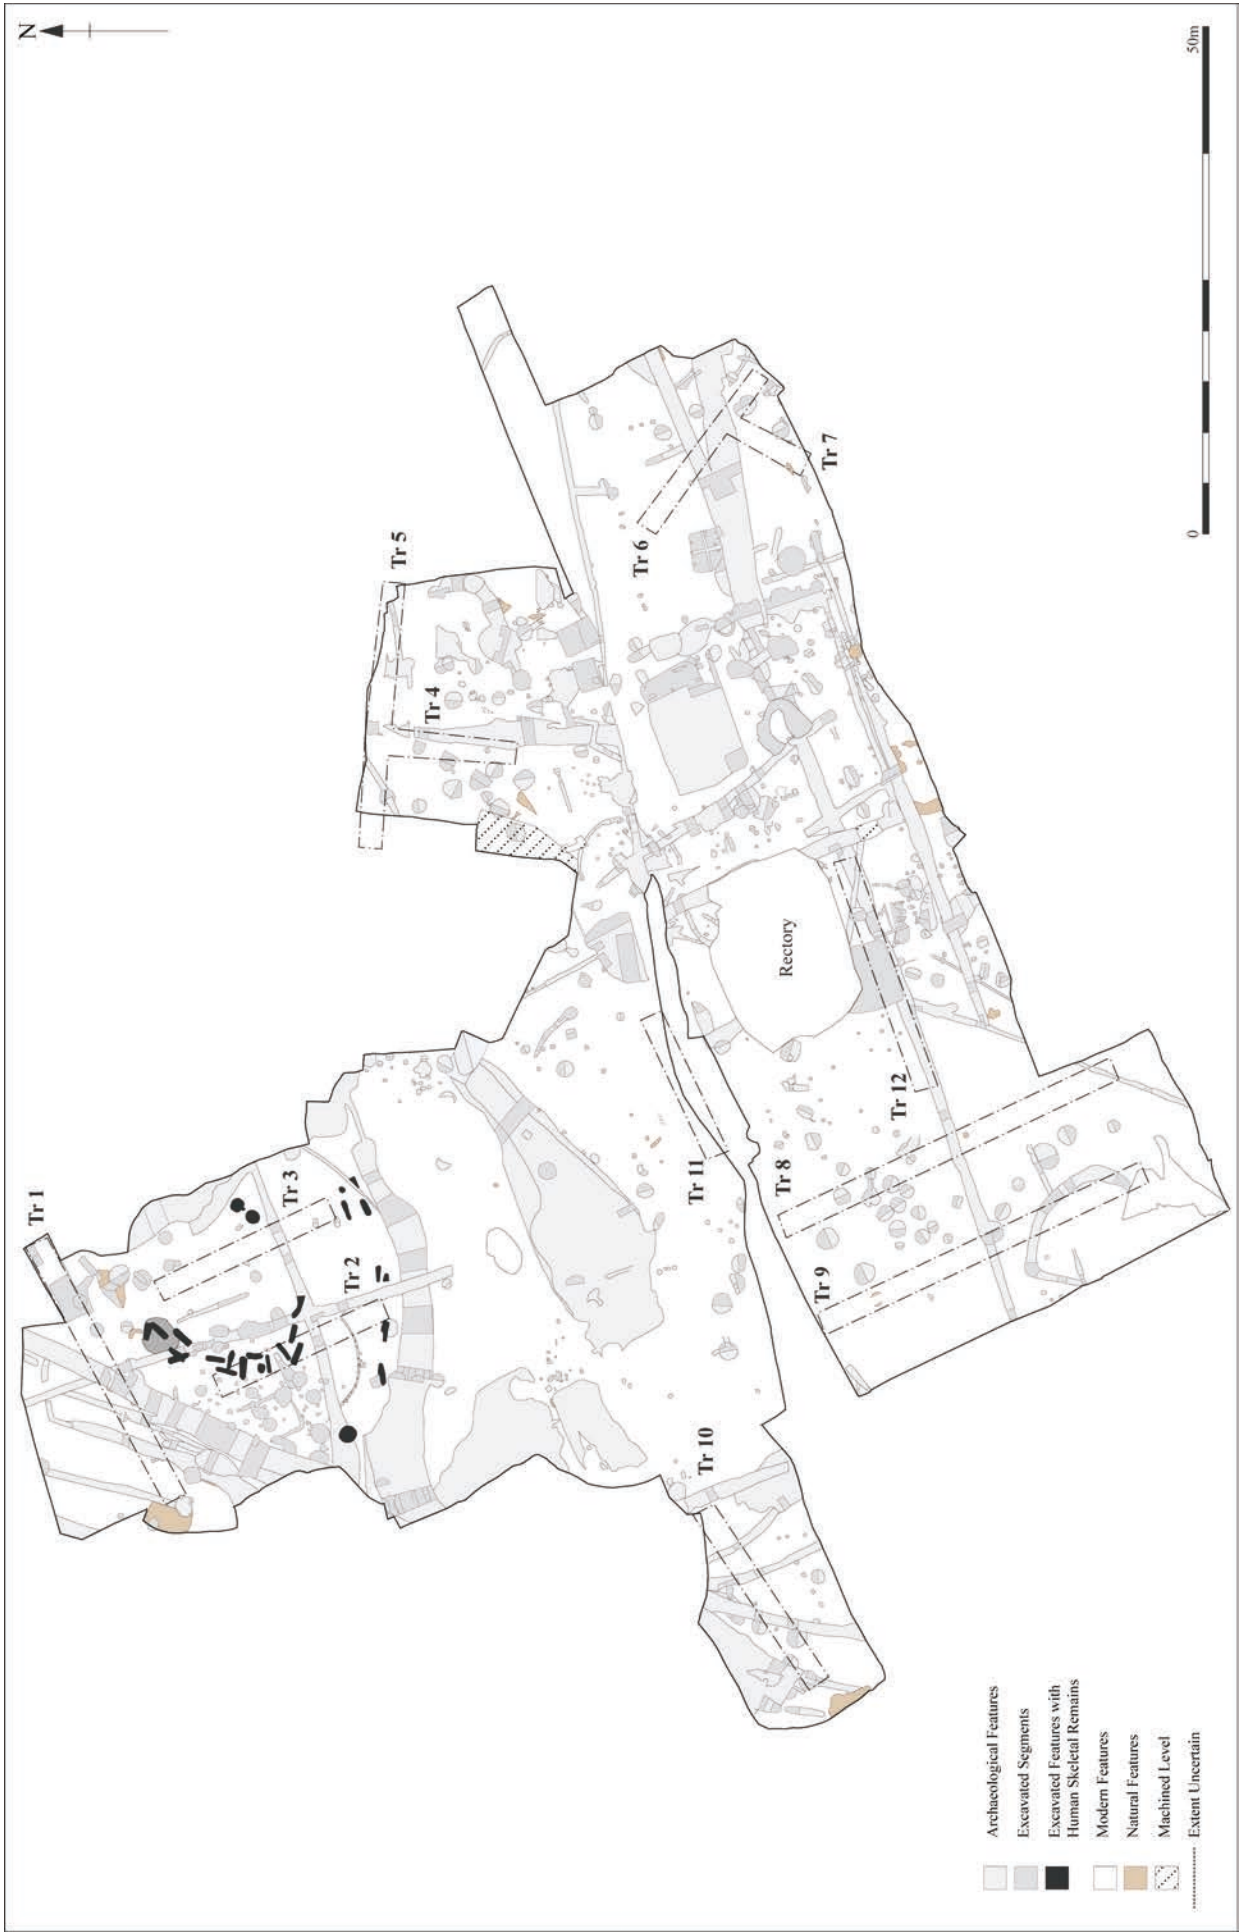 N
50m
0
Tr 1
Tr 2
Tr 3
Tr 4
Tr 5
Tr 6
Tr 7
Tr 8
Tr 9
Tr 10
Tr 11
Tr 12
Rectory
Archaeological Features
Excavated Segments
Excavated Features with
Human Skeletal Remains
Modern Features
Natural Features
Machined Level
Extent Uncertain